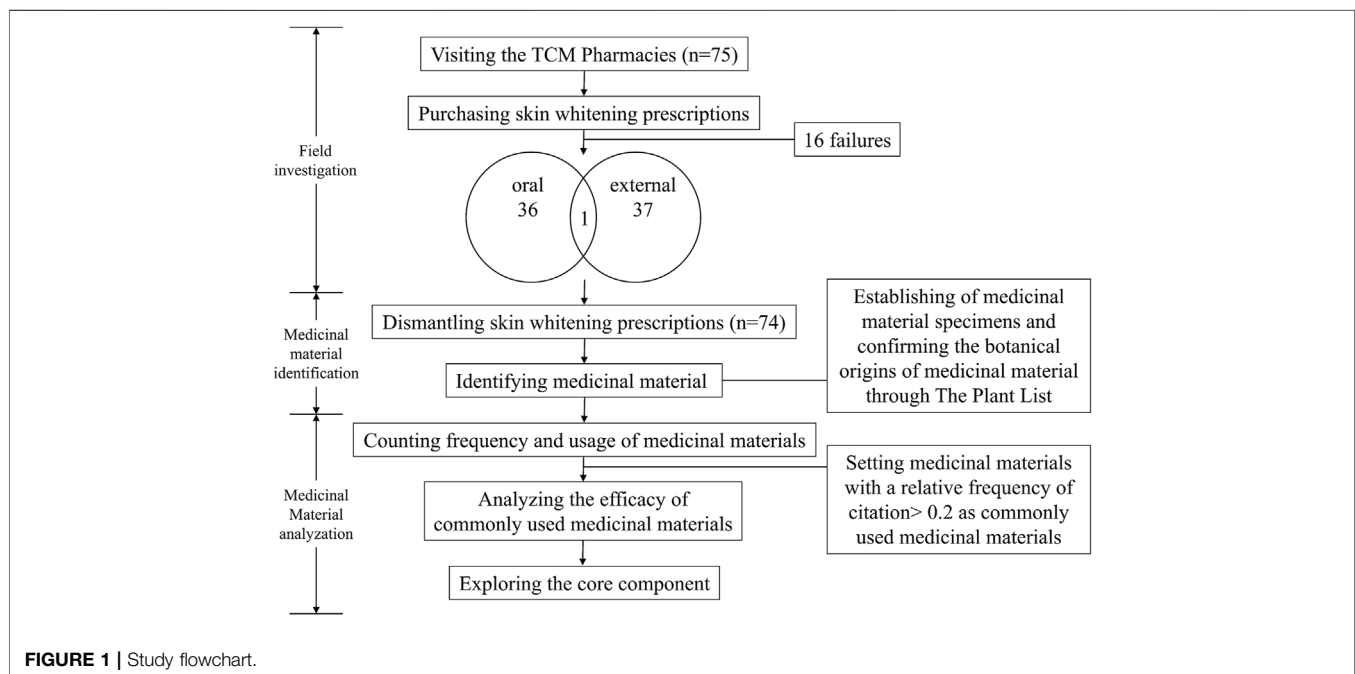 Visiting the TCM Pharmacies (n=75)
Purchasing skin whitening prescriptions
16 failures
Field
investigation
oral
36
1
external
37
Medicinal
material
identification
Dismantling skin whitening prescriptions (n=74)
Identifying medicinal material
Establishing of medicinal
material specimens and
confirming the botanical
origins of medicinal material
through The Plant List
Medicinal
Material
analyzation
Counting frequency and usage of medicinal materials
Setting medicinal materials
with a relative frequency of
citation> 0.2 as commonly
used medicinal materials
Analyzing the efficacy of
commonly used medicinal materials
Exploring the core component
FIGURE 1 | Study flowchart.